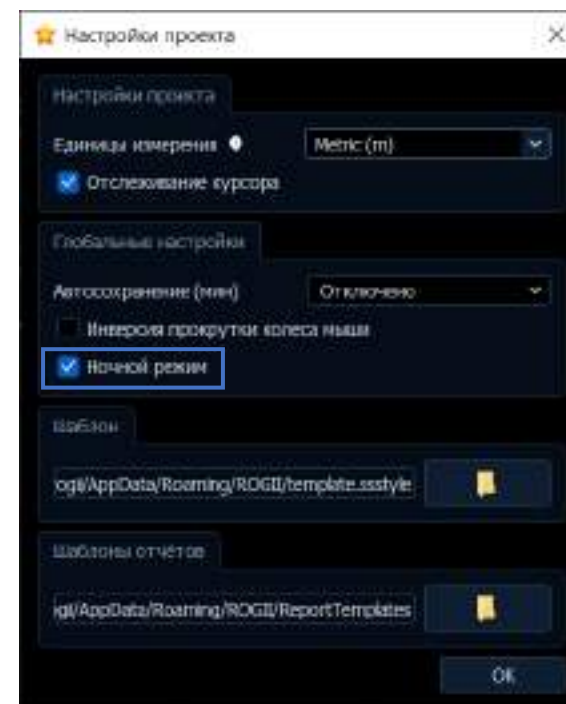 Настройки проекта
Настройки проекта
Единицы измерения
Metric (m)
Отслеживание курсора
Глобальные настройки
Автосохранение (мин)
Отключено
Инверсия прокрутки колеса мыши
Ночной режим
Шаблон
ogii/AppData/Roaming/ROGII/template.ssstyle
Шаблоны отчётов
gii/AppData/Roaming/ROGII/ReportTemplates
OK